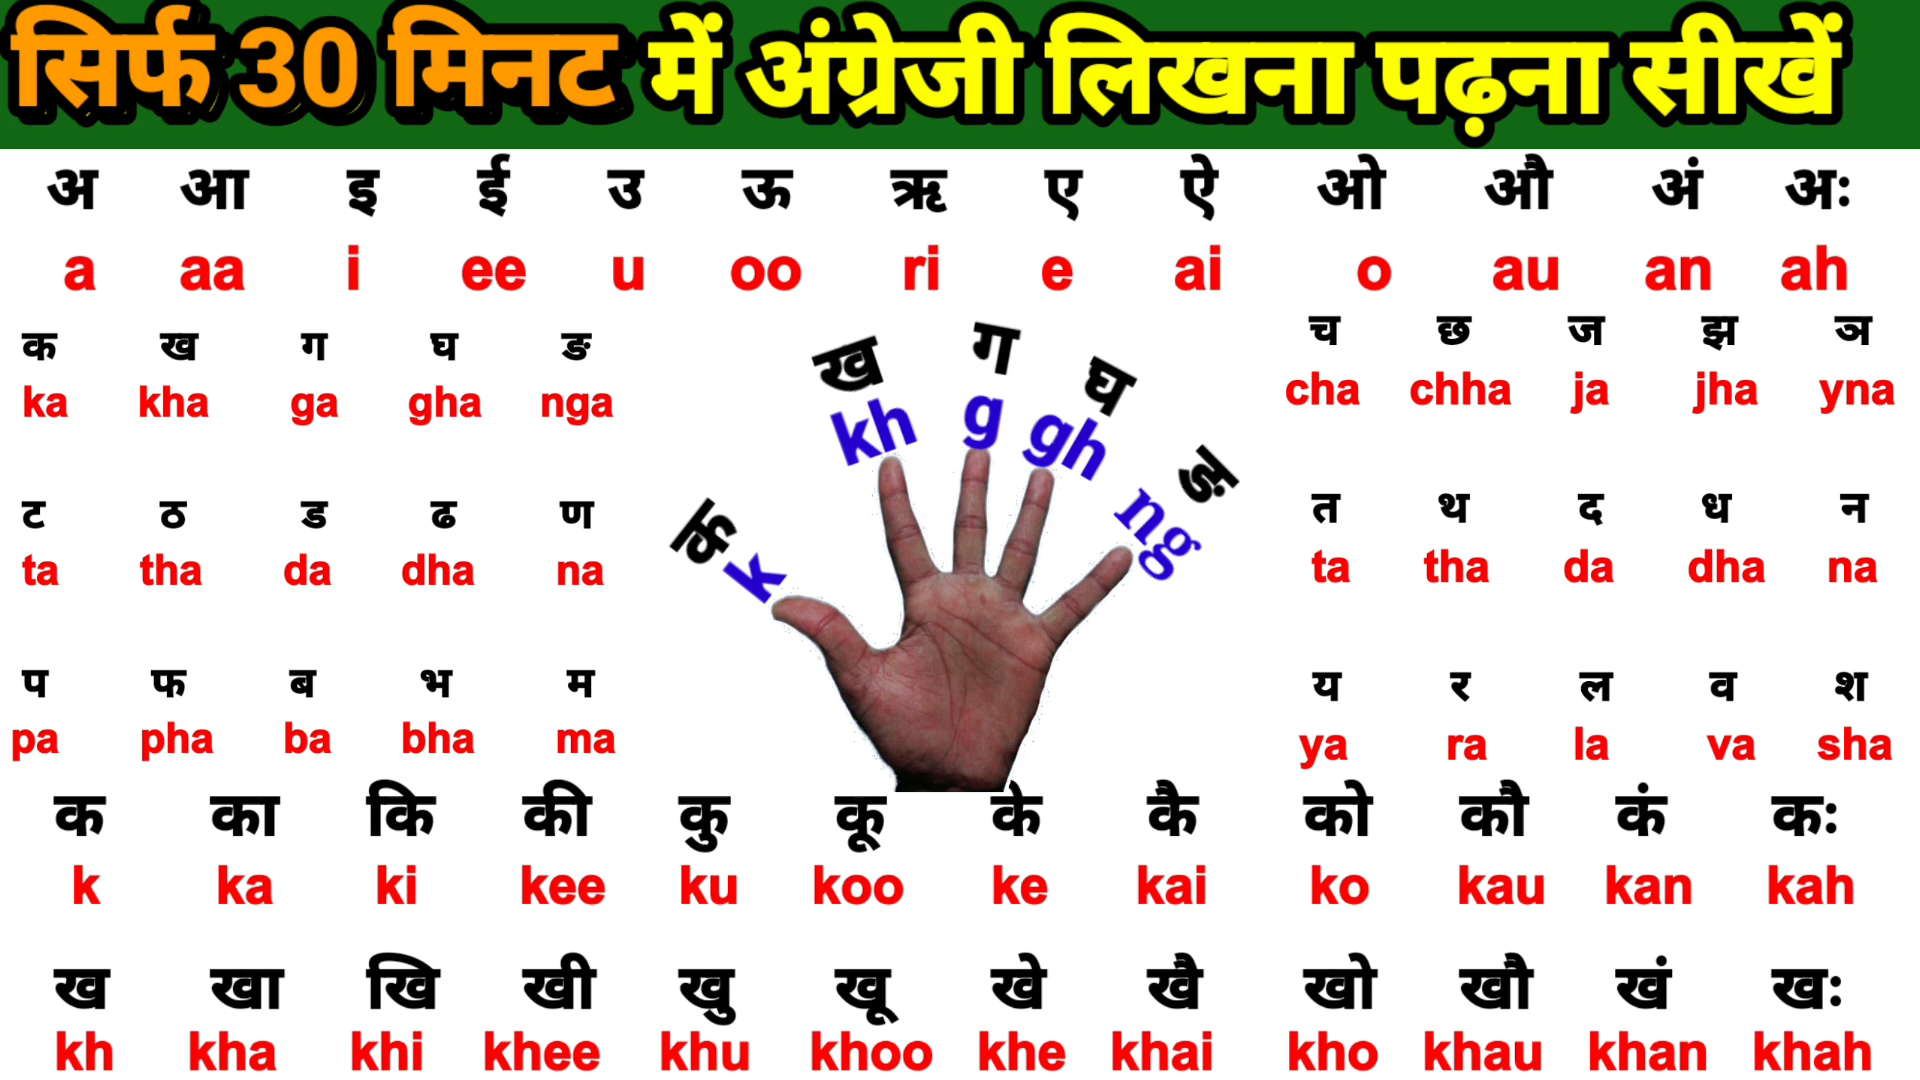 सिर्फ 30 मिनट में अंग्रेजी लिखना पढ़ना सीखें
अ आ इ ई उ ऊ ऋ ए ऐ ओ औ अं अः
a aa i ee u oo ri e ai o au an ah
क ख ग घ ङ
ka kha ga gha nga
ट ठ ड ढ ण
ta tha da dha na
प फ ब भ म
pa pha ba bha ma
क ख ग घ ङ
k kh g gh ng
च छ ज झ ञ
cha chha ja jha yna
त थ द ध न
ta tha da dha na
य र ल व श
ya ra la va sha
क का कि की कु कू के कै को कौ कं कः
k ka ki kee ku koo ke kai ko kau kan kah
ख खा खि खी खु खू खे खै खो खौ खं खः
kh kha khi khee khu khoo khe khai kho khau khan khah